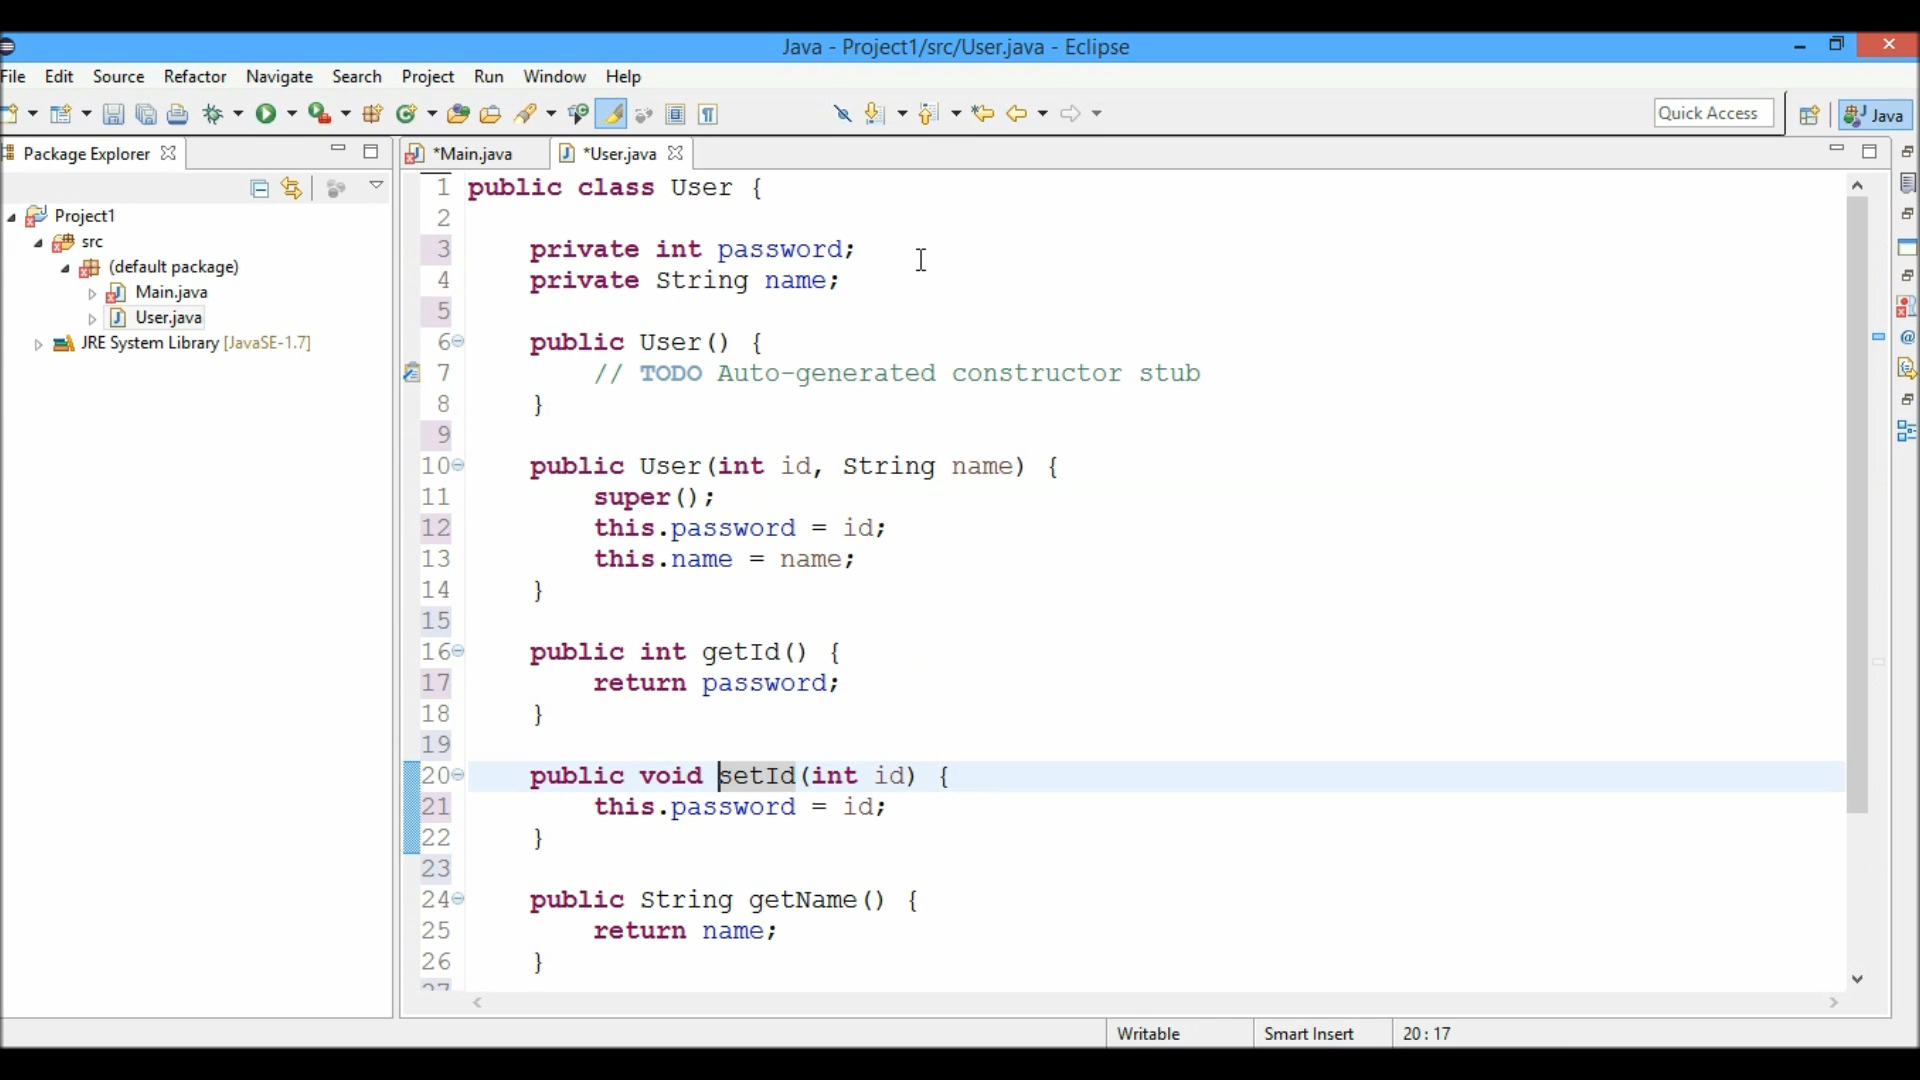 Java - Project1/src/User.java - Eclipse
File Edit Source Refactor Navigate Search Project Run Window Help
Quick Access
Java
Package Explorer
*Main.java
*User.java
Project1
src
(default package)
Main.java
User.java
JRE System Library [JavaSE-1.7]
1 public class User {
2
3 private int password;
4 private String name;
5
6 public User() {
7 // TODO Auto-generated constructor stub
8 }
9
10 public User(int id, String name) {
11 super();
12 this.password = id;
13 this.name = name;
14 }
15
16 public int getId() {
17 return password;
18 }
19
20 public void setId(int id) {
21 this.password = id;
22 }
23
24 public String getName() {
25 return name;
26 }
27
Writable
Smart Insert
20 : 17